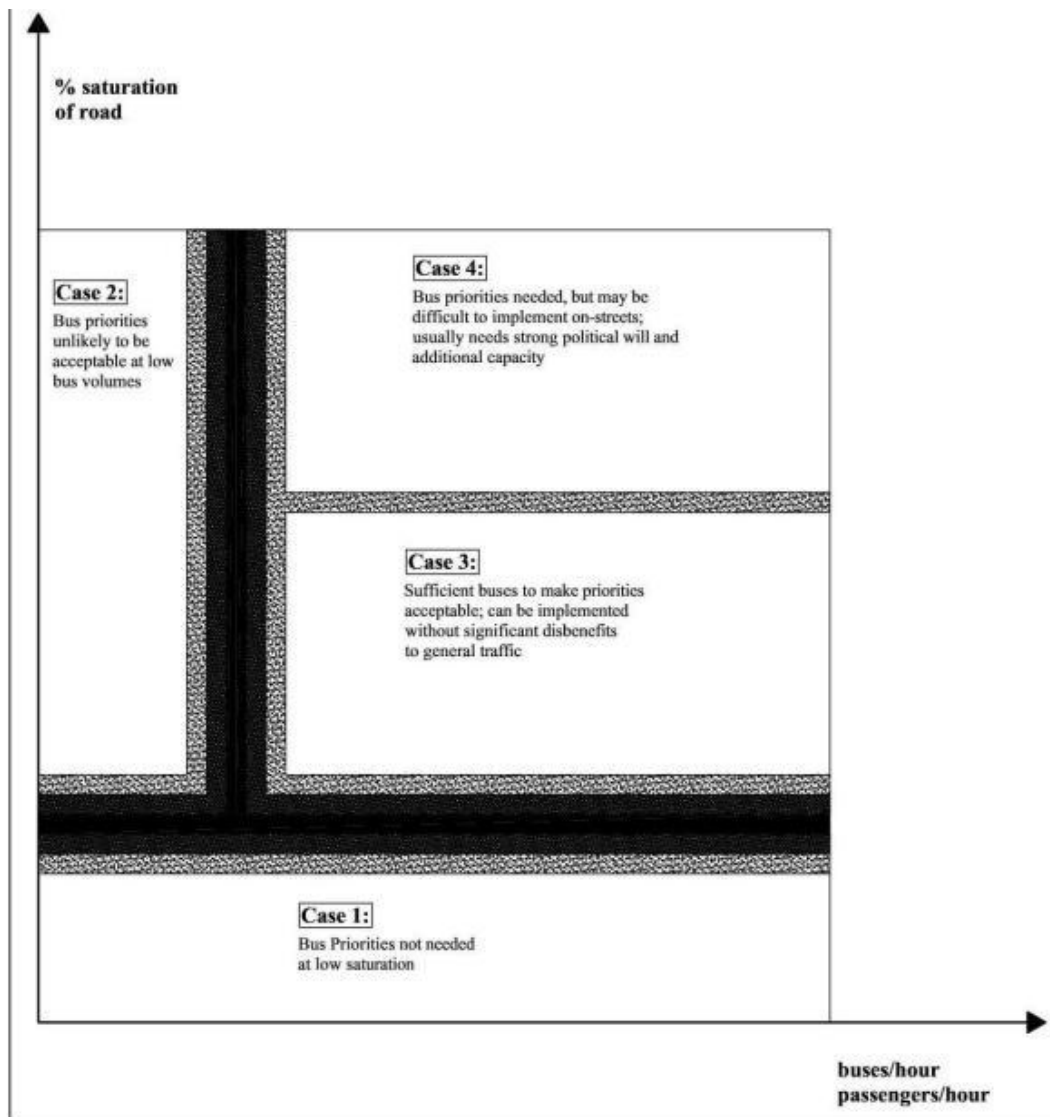 % saturation
of road
Case 2:
Bus priorities
unlikely to be
acceptable at low
bus volumes
Case 4:
Bus priorities needed, but may be
difficult to implement on-streets;
usually needs strong political will and
additional capacity
Case 3:
Sufficient buses to make priorities
acceptable; can be implemented
without significant disbenefits
to general traffic
Case 1:
Bus Priorities not needed
at low saturation
buses/hour
passengers/hour